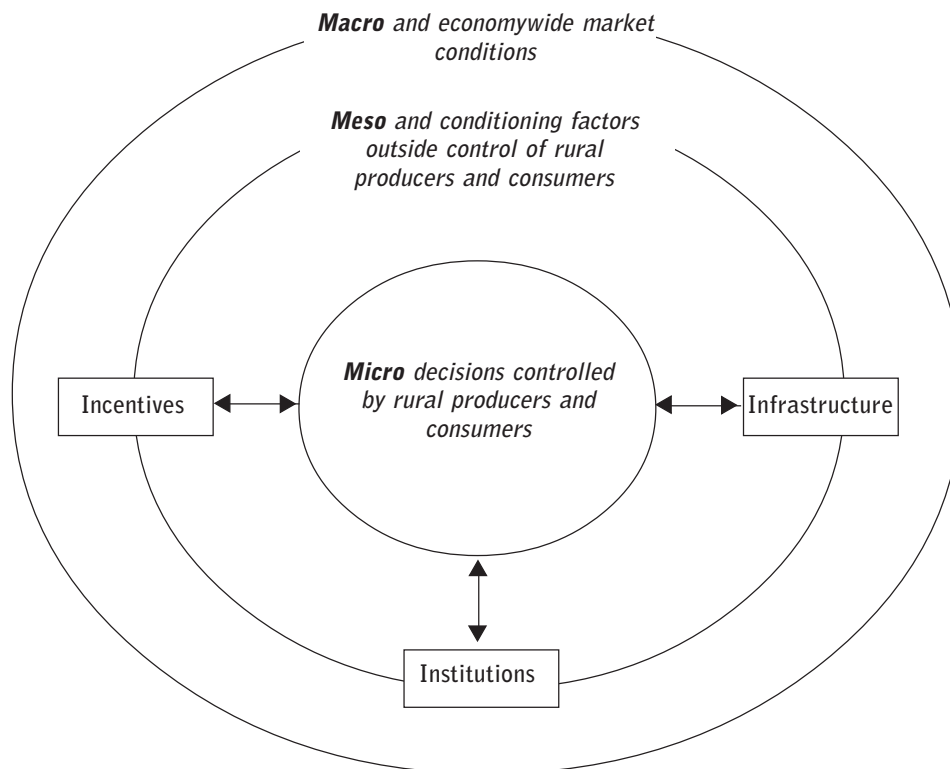 Macro and economywide market
conditions
Meso and conditioning factors
outside control of rural
producers and consumers
Micro decisions controlled
by rural producers and
consumers
Incentives
Infrastructure
Institutions